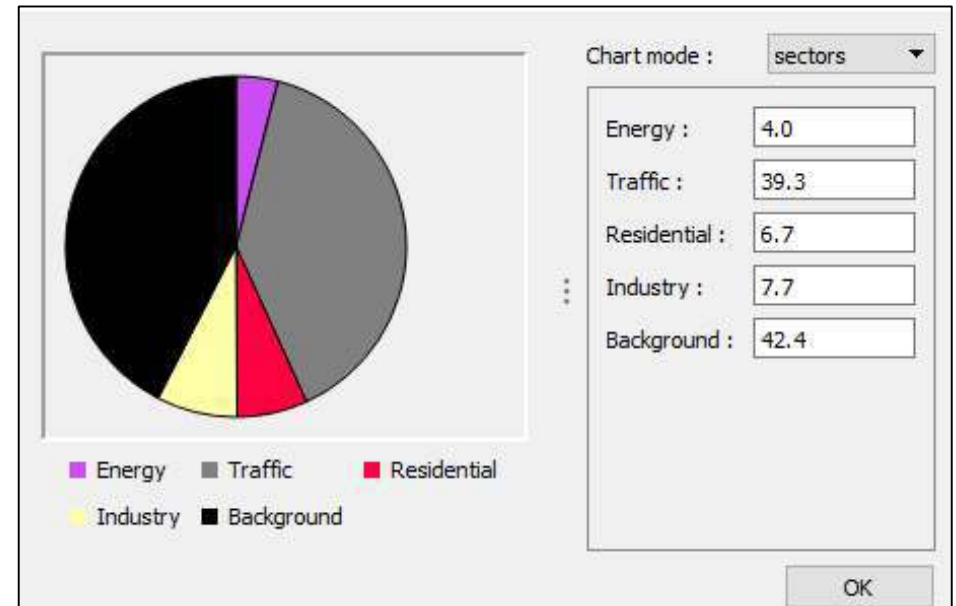 Chart mode : sectors
Energy : 4.0
Traffic : 39.3
Residential : 6.7
Industry : 7.7
Background : 42.4
Energy Traffic Residential
Industry Background
OK